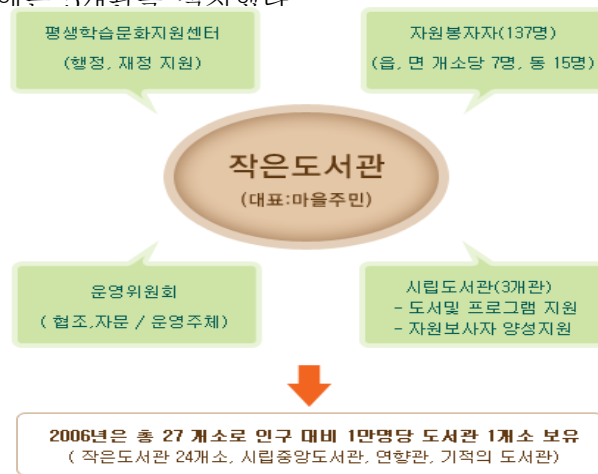 평생학습문화지원센터
(행정, 재정 지원)
자원봉자자(137명)
(읍, 면 개소당 7명, 동 15명)
작은도서관
(대표:마을주민)
운영위원회
( 협조,자문 / 운영주체)
시립도서관(3개관)
- 도서및 프로그램 지원
- 자원보사자 양성지원
2006년은 총 27 개소로 인구 대비 1만명당 도서관 1개소 보유
( 작은도서관 24개소, 시립중앙도서관, 연향관, 기적의 도서관)